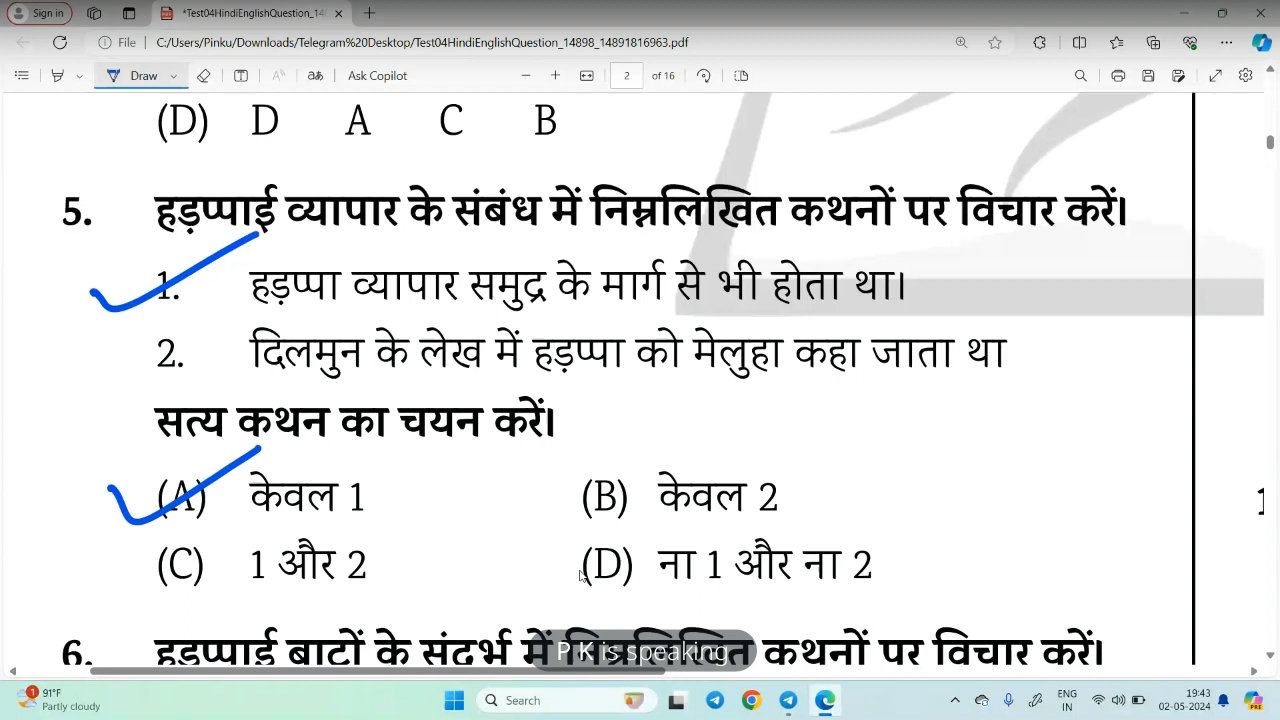 Sign in
*Test04HindiEnglishQuestion_14
File
C:/Users/Pinku/Downloads/Telegram%20Desktop/Test04HindiEnglishQuestion_14898_14891816963.pdf
Draw
Ask Copilot
2 of 16
(D) D A C B
5. हड़प्पाई व्यापार के संबंध में निम्नलिखित कथनों पर विचार करें।
1. हड़प्पा व्यापार समुद्र के मार्ग से भी होता था।
2. दिलमुन के लेख में हड़प्पा को मेलुहा कहा जाता था
सत्य कथन का चयन करें।
(A) केवल 1 (B) केवल 2
(C) 1 और 2 (D) ना 1 और ना 2
6. हड़प्पाई बाटों के संदर्भ में निम्नलिखित कथनों पर विचार करें।
P K is speaking
1
91°F
Partly cloudy
Search
ENG
IN
19:43
02-05-2024